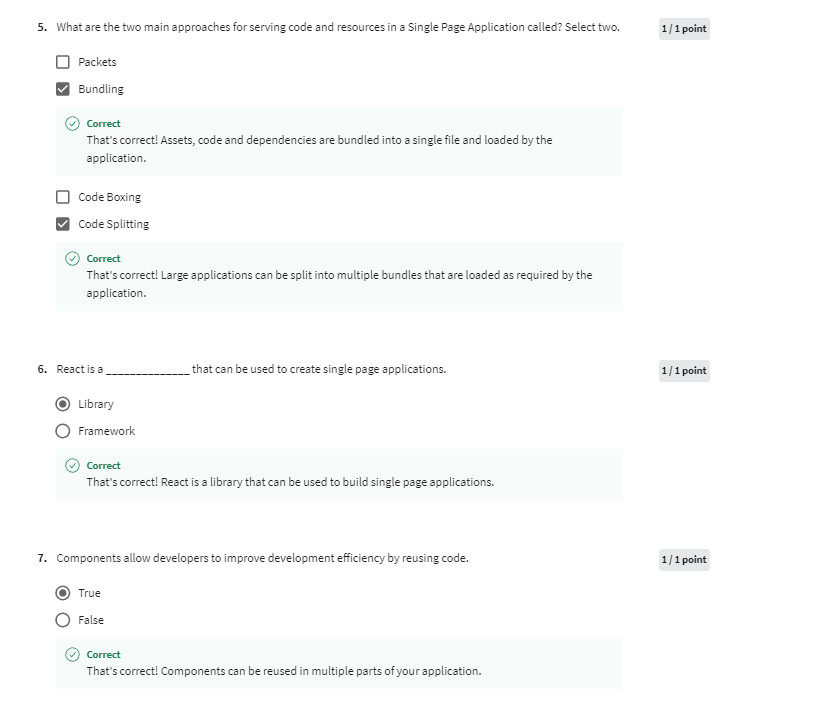 5. What are the two main approaches for serving code and resources in a Single Page Application called? Select two.
1 / 1 point
Packets
Bundling
Correct
That's correct! Assets, code and dependencies are bundled into a single file and loaded by the
application.
Code Boxing
Code Splitting
Correct
That's correct! Large applications can be split into multiple bundles that are loaded as required by the
application.
6. React is a ______________ that can be used to create single page applications.
1 / 1 point
Library
Framework
Correct
That's correct! React is a library that can be used to build single page applications.
7. Components allow developers to improve development efficiency by reusing code.
1 / 1 point
True
False
Correct
That's correct! Components can be reused in multiple parts of your application.